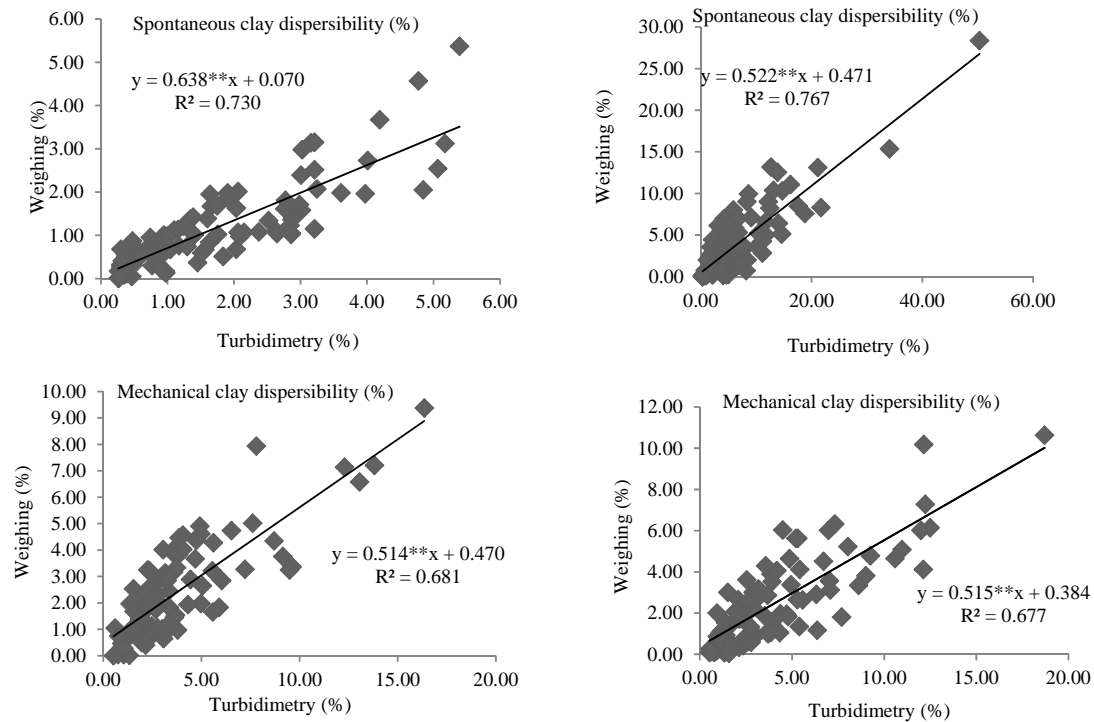 Spontaneous clay dispersibility (%)
6.00
5.00
4.00
3.00
2.00
1.00
0.00
Weighing (%)
y = 0.638**x + 0.070
R² = 0.730
0.00 1.00 2.00 3.00 4.00 5.00 6.00
Turbidimetry (%)
Spontaneous clay dispersibility (%)
30.00
25.00
20.00
15.00
10.00
5.00
0.00
Weighing (%)
y = 0.522**x + 0.471
R² = 0.767
0.00 20.00 40.00 60.00
Turbidimetry (%)
Mechanical clay dispersibility (%)
10.00
9.00
8.00
7.00
6.00
5.00
4.00
3.00
2.00
1.00
0.00
Weighing (%)
y = 0.514**x + 0.470
R² = 0.681
0.00 5.00 10.00 15.00 20.00
Turbidimetry (%)
Mechanical clay dispersibility (%)
12.00
10.00
8.00
6.00
4.00
2.00
0.00
Weighing (%)
y = 0.515**x + 0.384
R² = 0.677
0.00 5.00 10.00 15.00 20.00
Turbidimetry (%)